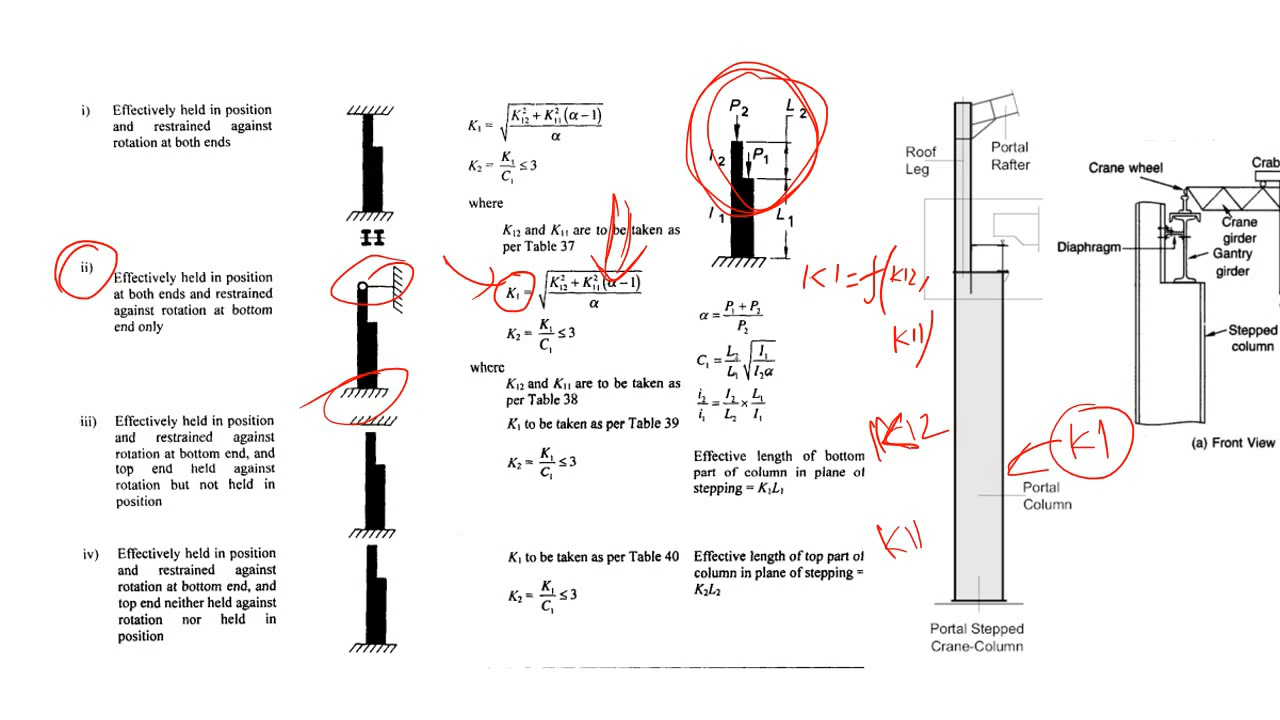 i)
Effectively held in position
and restrained against
rotation at both ends
K₁ = √((K₁₂² + K₁₁² (α − 1)) / α)
K₂ = K₁ / C₁ ≤ 3
where
K₁₂ and K₁₁ are to be taken as
per Table 37
ii)
Effectively held in position
at both ends and restrained
against rotation at bottom
end only
K₁ = √((K₁₂² + K₁₁² (α − 1)) / α)
K₂ = K₁ / C₁ ≤ 3
where
K₁₂ and K₁₁ are to be taken as
per Table 38
iii)
Effectively held in position
and restrained against
rotation at bottom end, and
top end held against
rotation but not held in
position
K₁ to be taken as per Table 39
K₂ = K₁ / C₁ ≤ 3
iv)
Effectively held in position
and restrained against
rotation at bottom end, and
top end neither held against
rotation nor held in
position
K₁ to be taken as per Table 40
K₂ = K₁ / C₁ ≤ 3
P₂
L₂
I₂
P₁
I₁
L₁
α = (P₁ + P₂) / P₂
C₁ = L₂ / L₁ √(I₁ / I₂α)
i₂ / i₁ = I₂ / L₂ × L₁ / I₁
Effective length of bottom
part of column in plane of
stepping = K₁L₁
Effective length of top part of
column in plane of stepping =
K₂L₂
K1 = f(K12,
K11)
K12
K11
K1
Roof
Leg
Portal
Rafter
Portal
Column
Portal Stepped
Crane-Column
Crane wheel
Crab
Crane
girder
Diaphragm
Gantry
girder
Stepped
column
(a) Front View